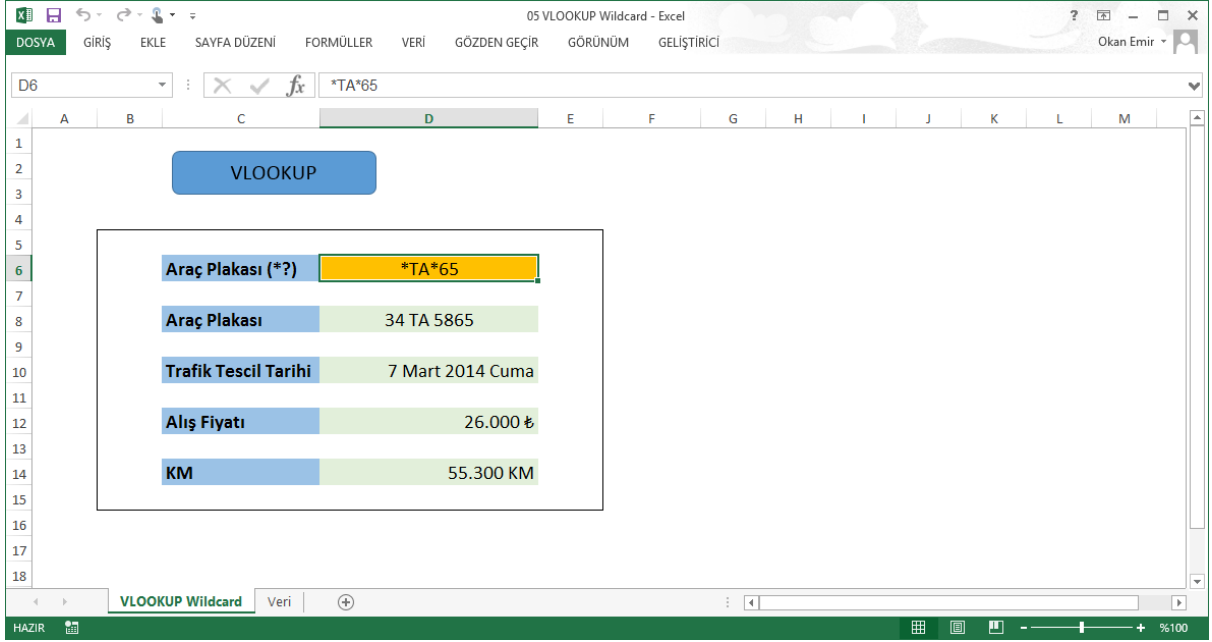 05 VLOOKUP Wildcard - Excel
?
DOSYA GİRİŞ EKLE SAYFA DÜZENİ FORMÜLLER VERİ GÖZDEN GEÇİR GÖRÜNÜM GELİŞTİRİCİ Okan Emir
D6 fx *TA*65
A B C D E F G H I J K L M
1
2 VLOOKUP
3
4
5
6 Araç Plakası (*?) *TA*65
7
8 Araç Plakası 34 TA 5865
9
10 Trafik Tescil Tarihi 7 Mart 2014 Cuma
11
12 Alış Fiyatı 26.000 ₺
13
14 KM 55.300 KM
15
16
17
18
VLOOKUP Wildcard Veri
HAZIR - + %100